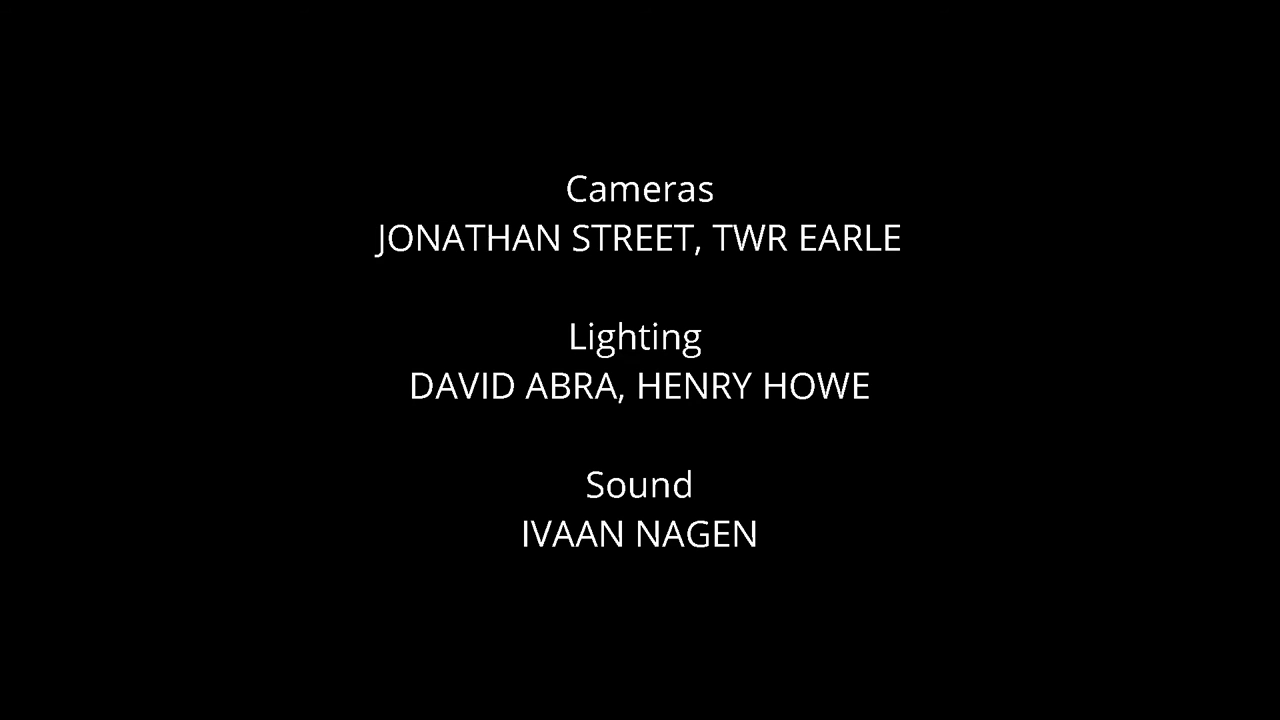 Cameras
JONATHAN STREET, TWR EARLE
Lighting
DAVID ABRA, HENRY HOWE
Sound
IVAAN NAGEN